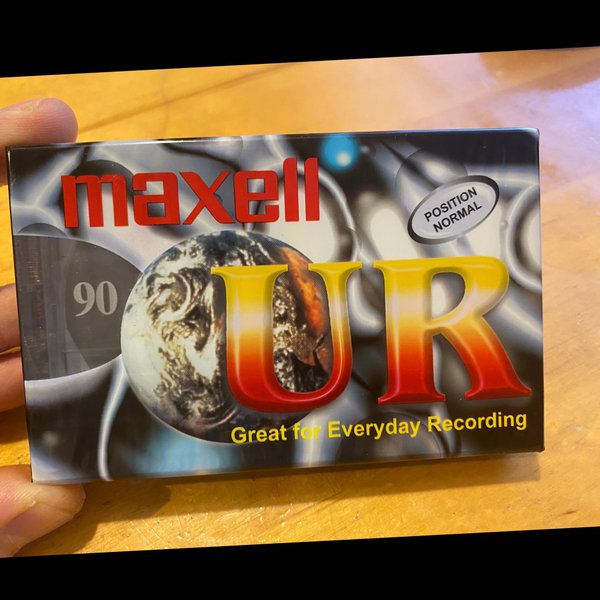 maxell
POSITION
NORMAL
90
UR
Great for Everyday Recording